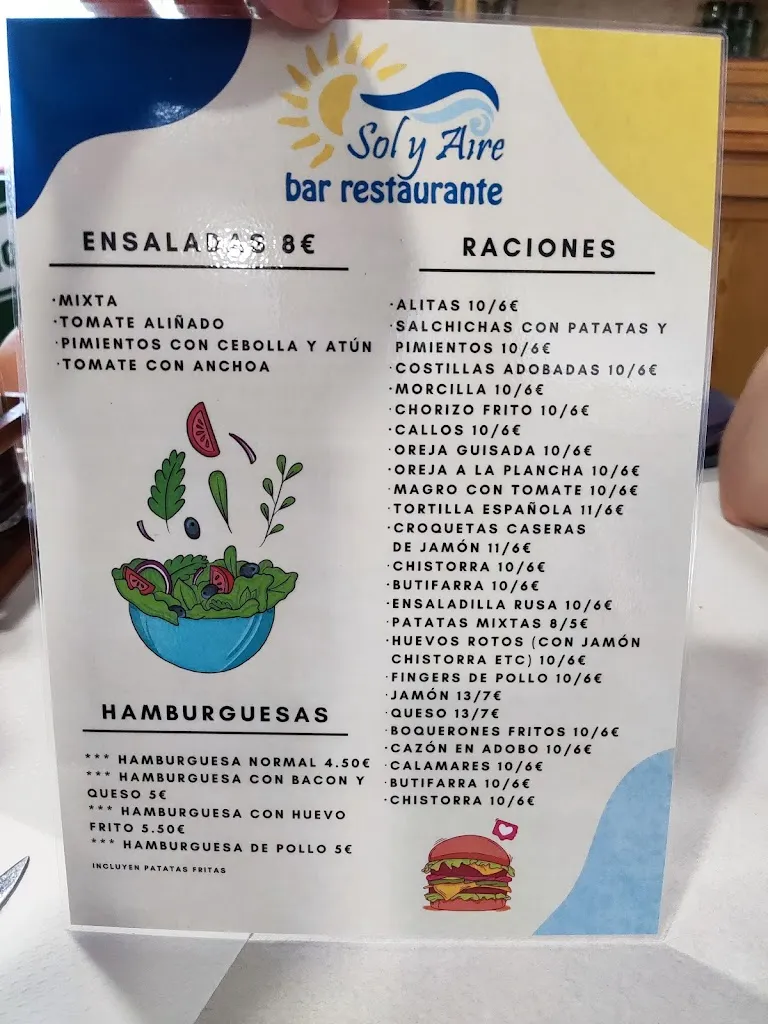 Sol y Aire
bar restaurante
ENSALADAS 8€
·MIXTA
·TOMATE ALIÑADO
·PIMIENTOS CON CEBOLLA Y ATÚN
·TOMATE CON ANCHOA
HAMBURGUESAS
*** HAMBURGUESA NORMAL 4.50€
*** HAMBURGUESA CON BACON Y
QUESO 5€
*** HAMBURGUESA CON HUEVO
FRITO 5.50€
*** HAMBURGUESA DE POLLO 5€
INCLUYEN PATATAS FRITAS
RACIONES
·ALITAS 10/6€
·SALCHICHAS CON PATATAS Y
PIMIENTOS 10/6€
·COSTILLAS ADOBADAS 10/6€
·MORCILLA 10/6€
·CHORIZO FRITO 10/6€
·CALLOS 10/6€
·OREJA GUISADA 10/6€
·OREJA A LA PLANCHA 10/6€
·MAGRO CON TOMATE 10/6€
·TORTILLA ESPAÑOLA 11/6€
·CROQUETAS CASERAS
DE JAMÓN 11/6€
·CHISTORRA 10/6€
·BUTIFARRA 10/6€
·ENSALADILLA RUSA 10/6€
·PATATAS MIXTAS 8/5€
·HUEVOS ROTOS (CON JAMÓN
CHISTORRA ETC) 10/6€
·FINGERS DE POLLO 10/6€
·JAMÓN 13/7€
·QUESO 13/7€
·BOQUERONES FRITOS 10/6€
·CAZÓN EN ADOBO 10/6€
·CALAMARES 10/6€
·BUTIFARRA 10/6€
·CHISTORRA 10/6€